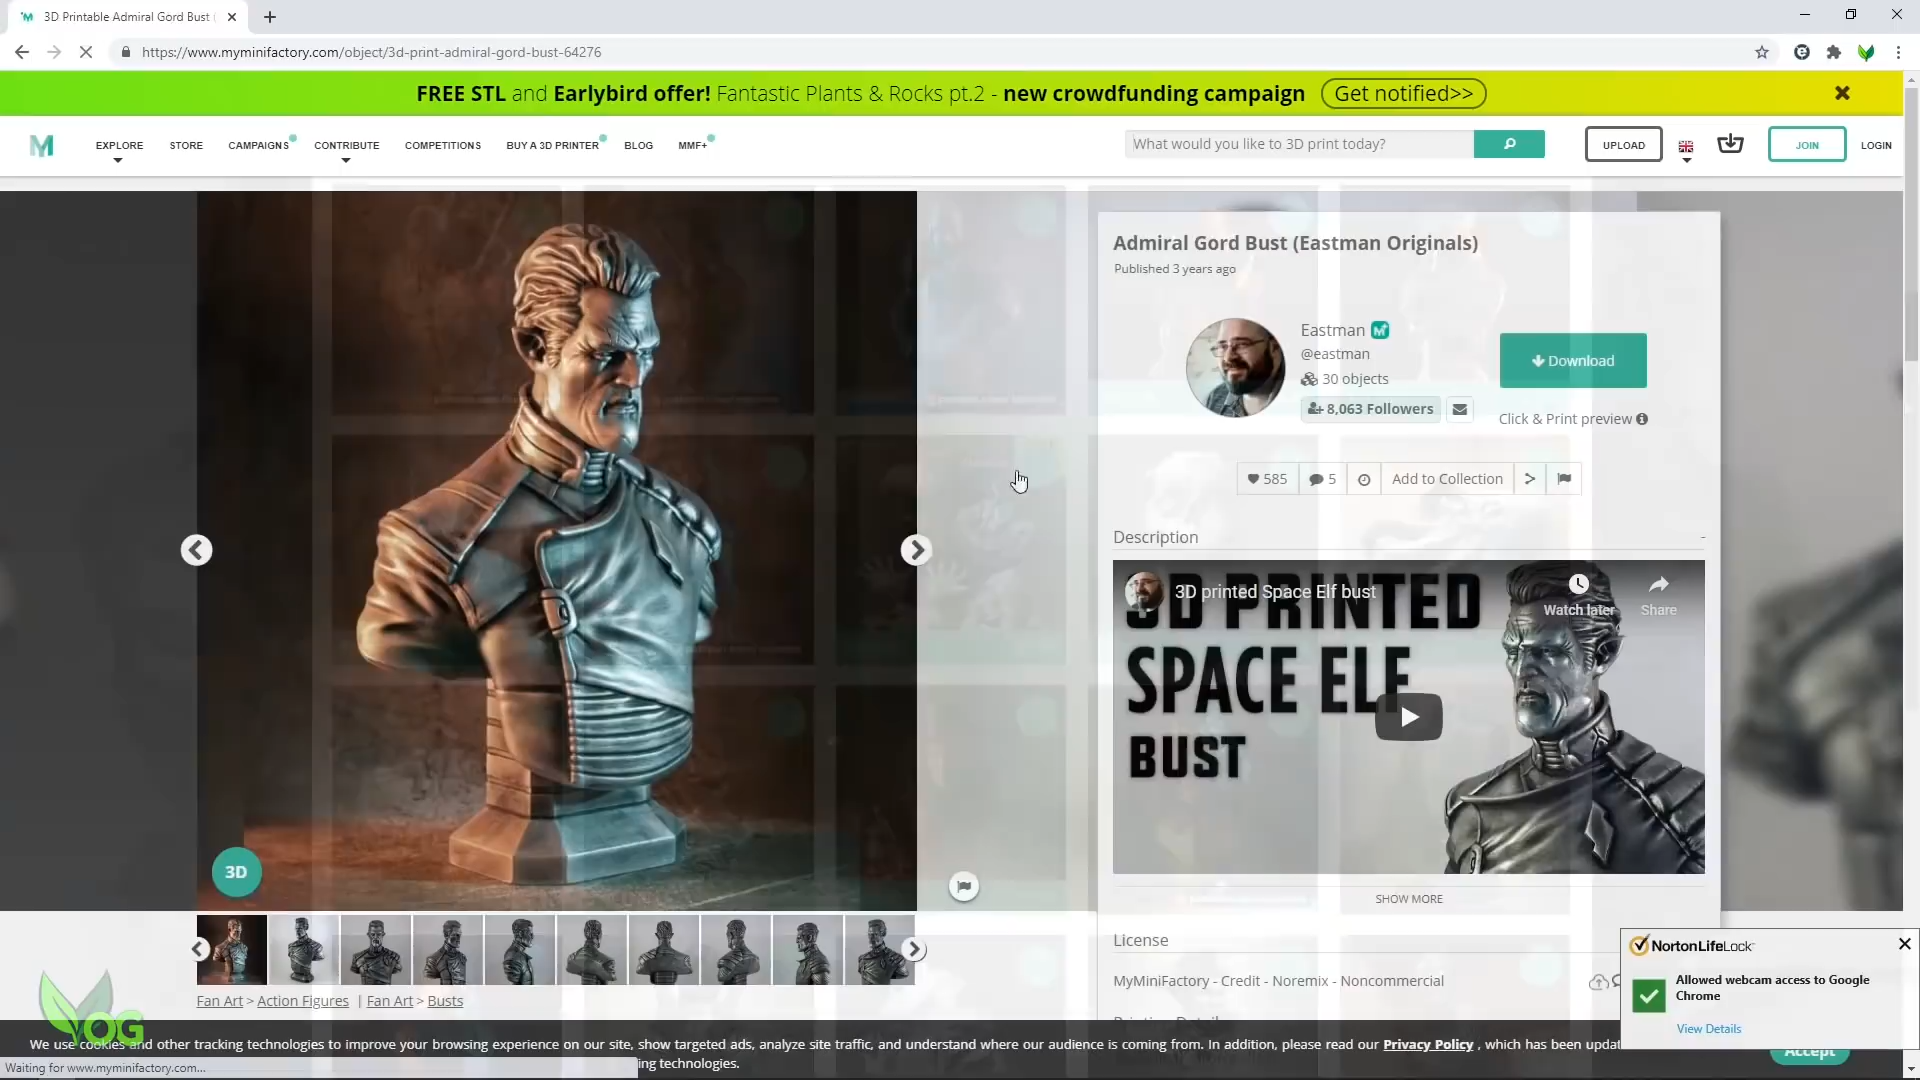 3D Printable Admiral Gord Bust (
https://www.myminifactory.com/object/3d-print-admiral-gord-bust-64276
FREE STL and Earlybird offer! Fantastic Plants & Rocks pt.2 - new crowdfunding campaign
Get notified>>
EXPLORE
STORE
CAMPAIGNS
CONTRIBUTE
COMPETITIONS
BUY A 3D PRINTER
BLOG
MMF+
What would you like to 3D print today?
UPLOAD
JOIN
LOGIN
Admiral Gord Bust (Eastman Originals)
Published 3 years ago
Eastman
@eastman
30 objects
8,063 Followers
Download
Click & Print preview
585
5
Add to Collection
Description
-
3D printed Space Elf bust
Watch later
Share
3D PRINTED
SPACE ELF
BUST
SHOW MORE
License
MyMiniFactory - Credit - Noremix - Noncommercial
3D
Fan Art > Action Figures | Fan Art > Busts
NortonLifeLock
Allowed webcam access to Google
Chrome
View Details
OG
We use cookies and other tracking technologies to improve your browsing experience on our site, show targeted ads, analyze site traffic, and understand where our audience is coming from. In addition, please read our Privacy Policy , which has been updat
ing technologies.
Accept
Waiting for www.myminifactory.com...